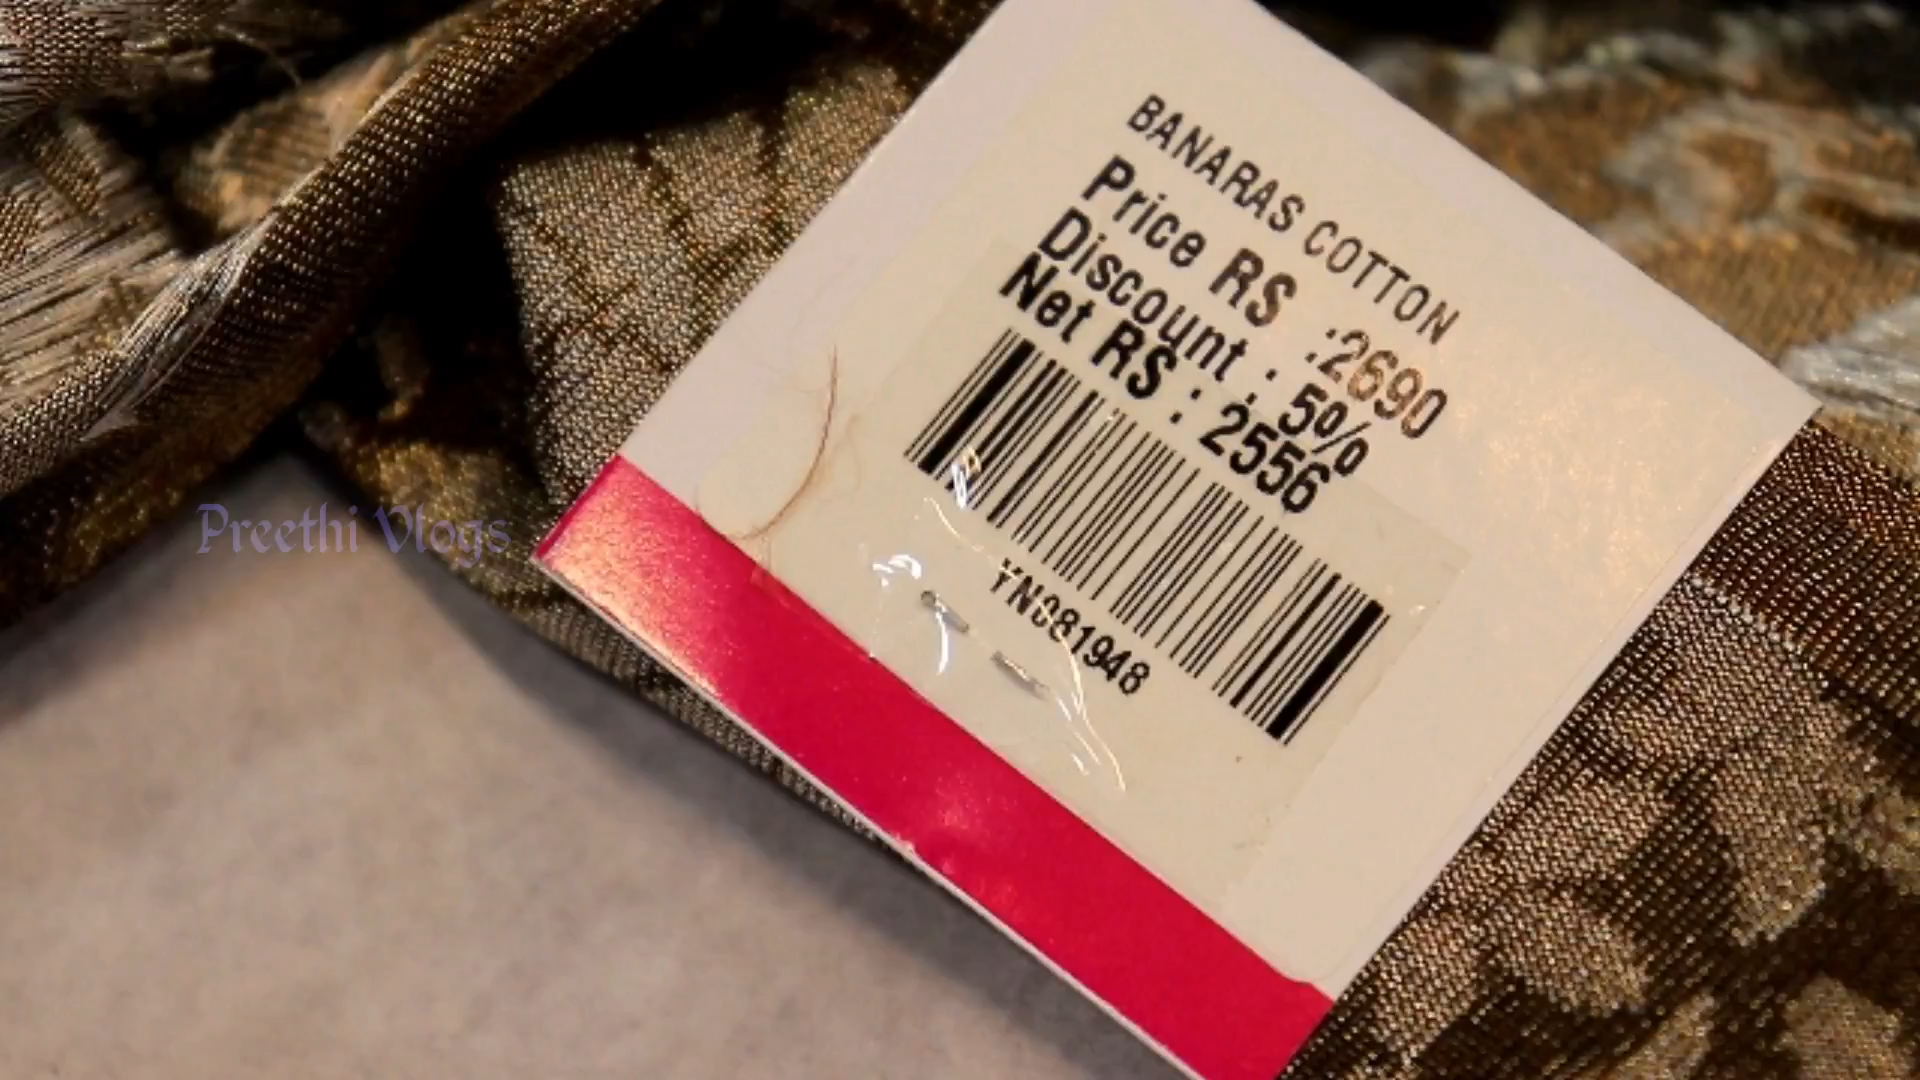 BANARAS COTTON
Price RS :2690
Discount : 5%
Net RS : 2556
YN081948
Preethi Vlogs